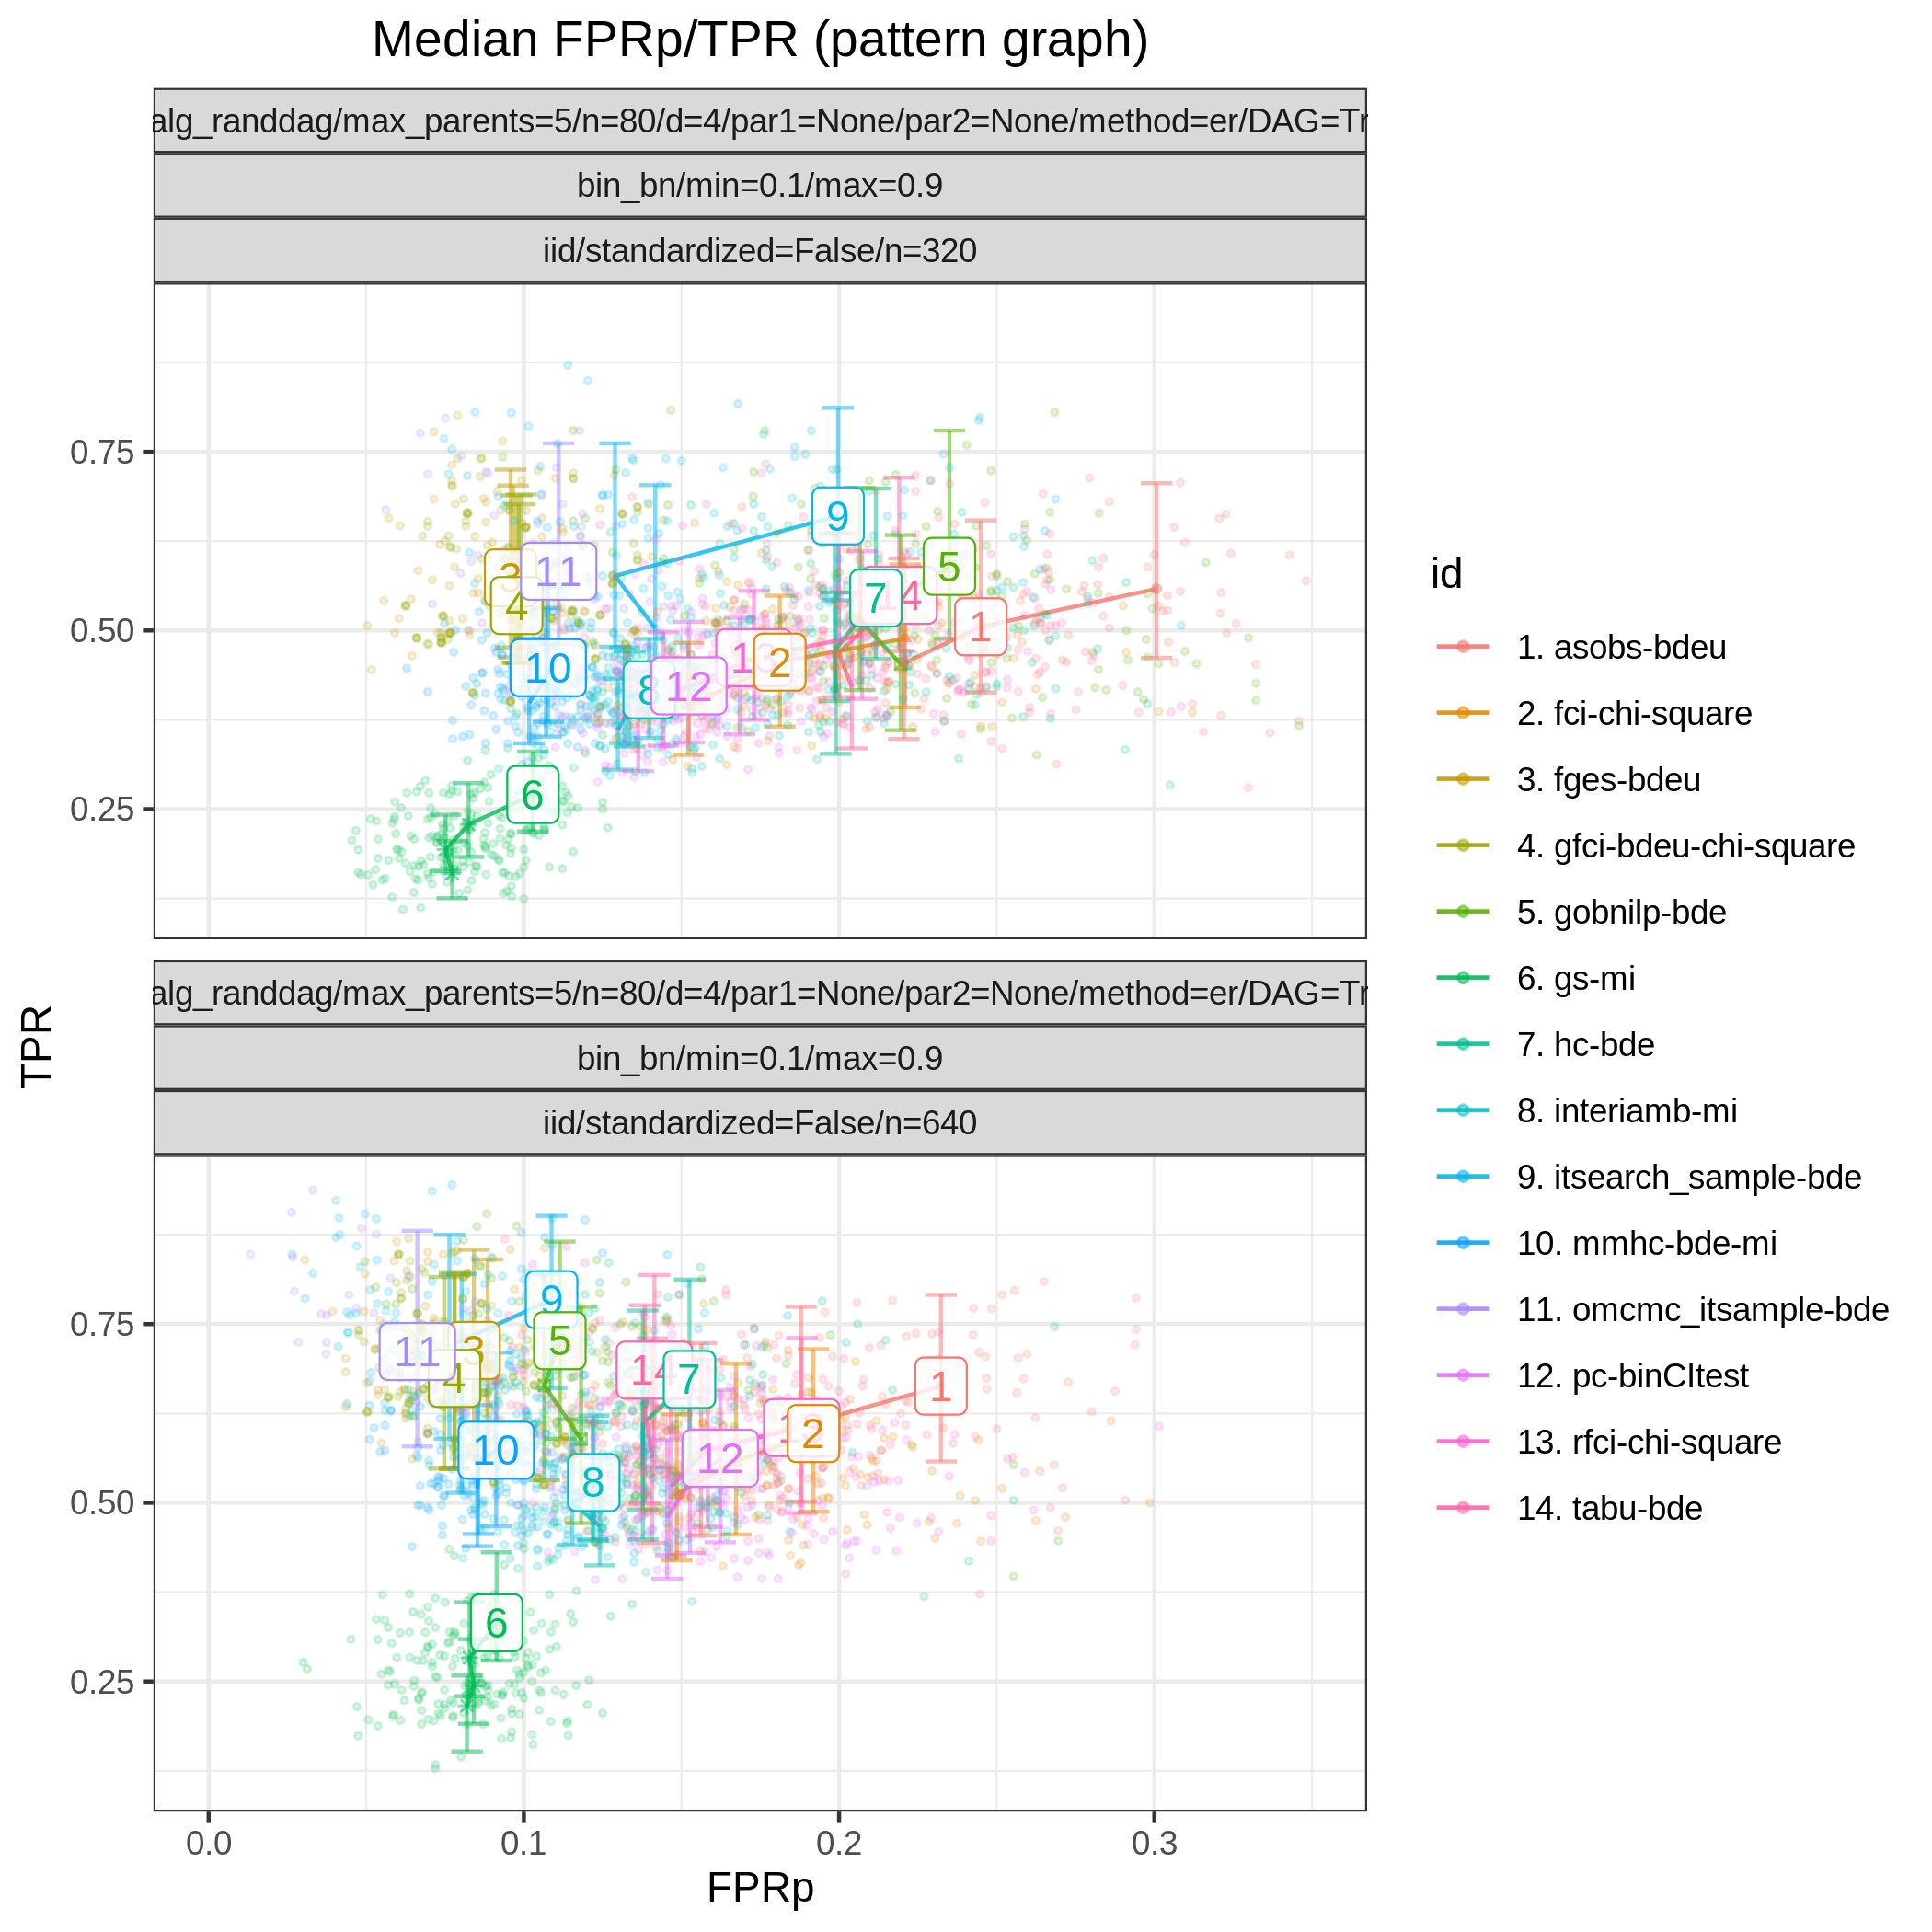 Median FPRp/TPR (pattern graph)
alg_randdag/max_parents=5/n=80/d=4/par1=None/par2=None/method=er/DAG=Tr
bin_bn/min=0.1/max=0.9
iid/standardized=False/n=320
0.75
0.50
0.25
9
3
11
4
5
14
7
1
10
13
2
8
12
6
alg_randdag/max_parents=5/n=80/d=4/par1=None/par2=None/method=er/DAG=Tr
bin_bn/min=0.1/max=0.9
iid/standardized=False/n=640
0.75
0.50
0.25
9
5
11
3
4
14
7
1
2
10
12
8
6
0.0
0.1
0.2
0.3
FPRp
TPR
id
1. asobs-bdeu
2. fci-chi-square
3. fges-bdeu
4. gfci-bdeu-chi-square
5. gobnilp-bde
6. gs-mi
7. hc-bde
8. interiamb-mi
9. itsearch_sample-bde
10. mmhc-bde-mi
11. omcmc_itsample-bde
12. pc-binCItest
13. rfci-chi-square
14. tabu-bde